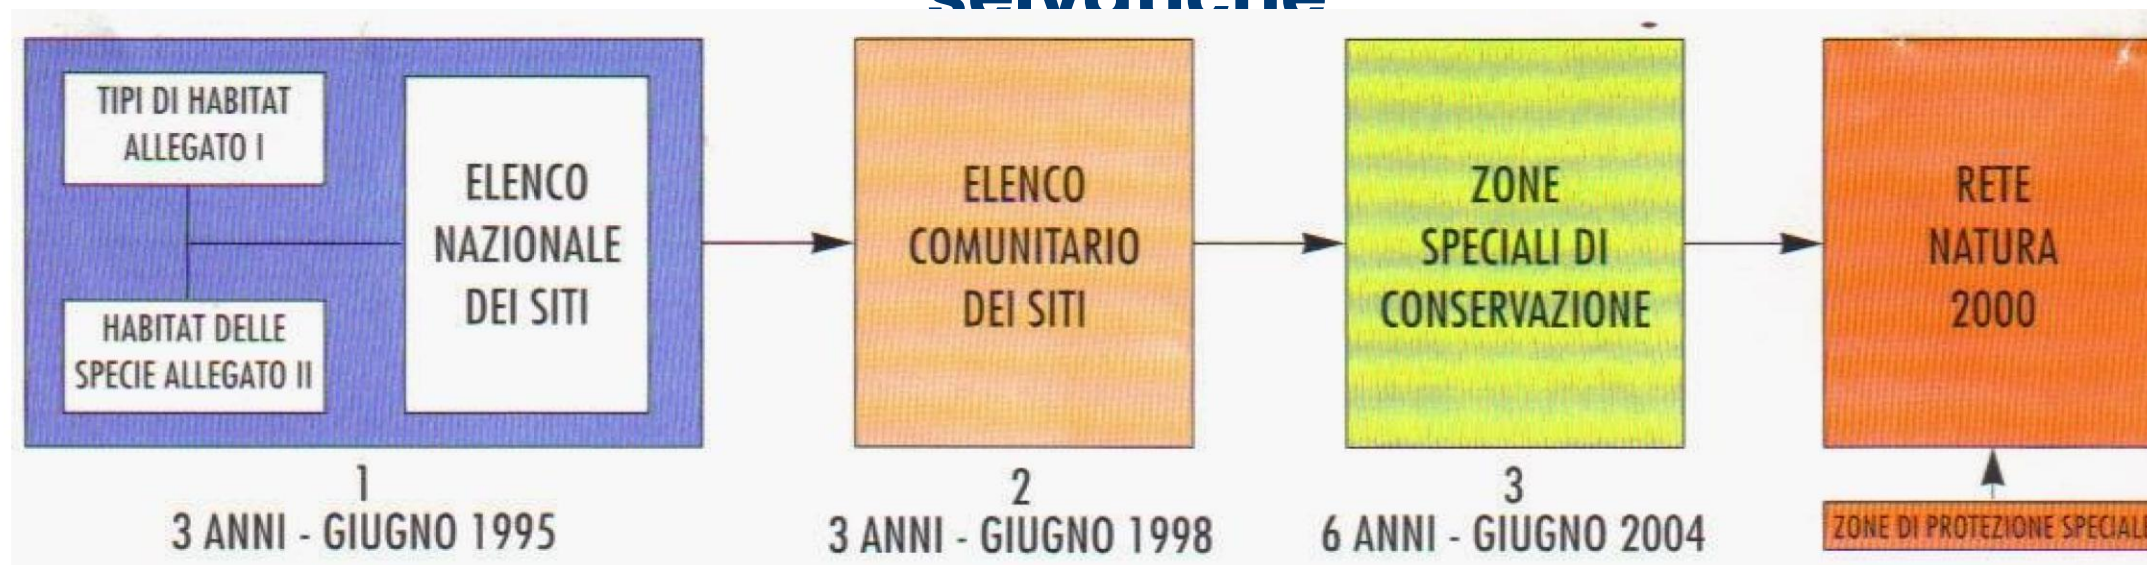 TIPI DI HABITAT
ALLEGATO I
HABITAT DELLE
SPECIE ALLEGATO II
ELENCO
NAZIONALE
DEI SITI
1
3 ANNI - GIUGNO 1995
ELENCO
COMUNITARIO
DEI SITI
2
3 ANNI - GIUGNO 1998
ZONE
SPECIALI DI
CONSERVAZIONE
3
6 ANNI - GIUGNO 2004
RETE
NATURA
2000
ZONE DI PROTEZIONE SPECIALE